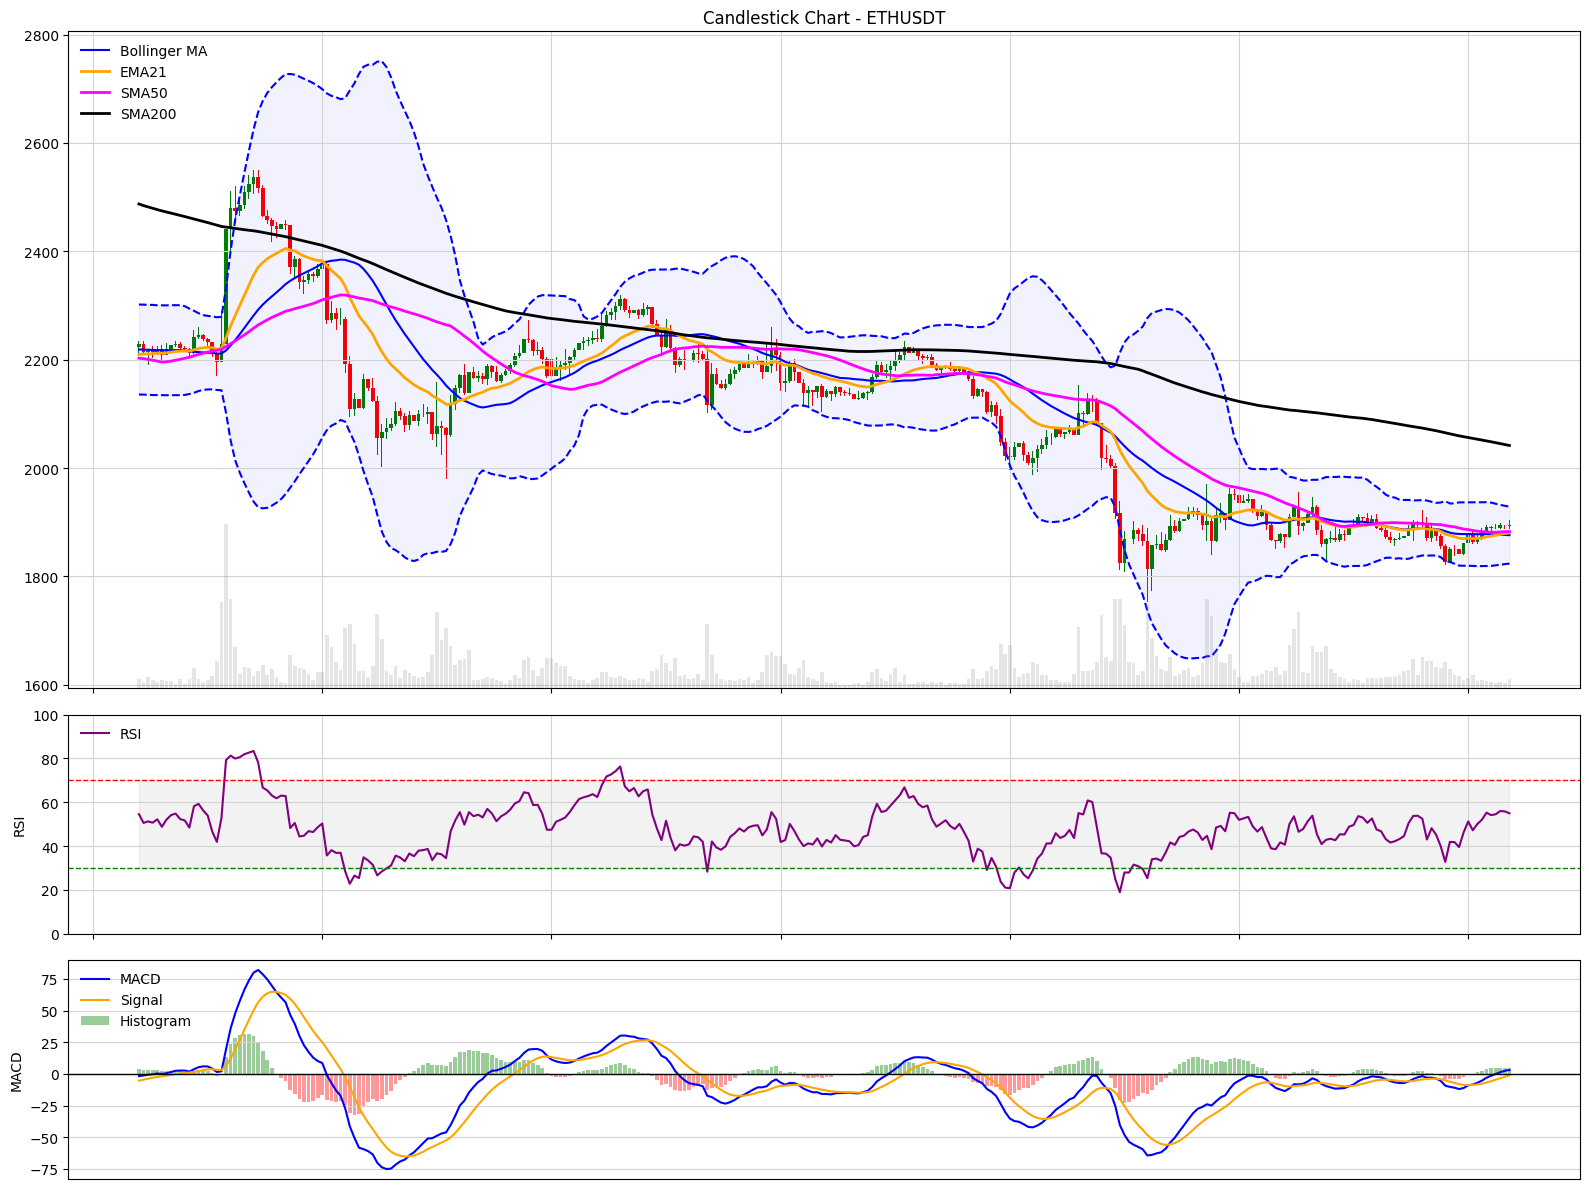 Candlestick Chart - ETHUSDT
2800
2600
2400
2200
2000
1800
1600
Bollinger MA
EMA21
SMA50
SMA200
100
80
60
40
20
0
RSI
RSI
75
50
25
0
−25
−50
−75
MACD
MACD
Signal
Histogram